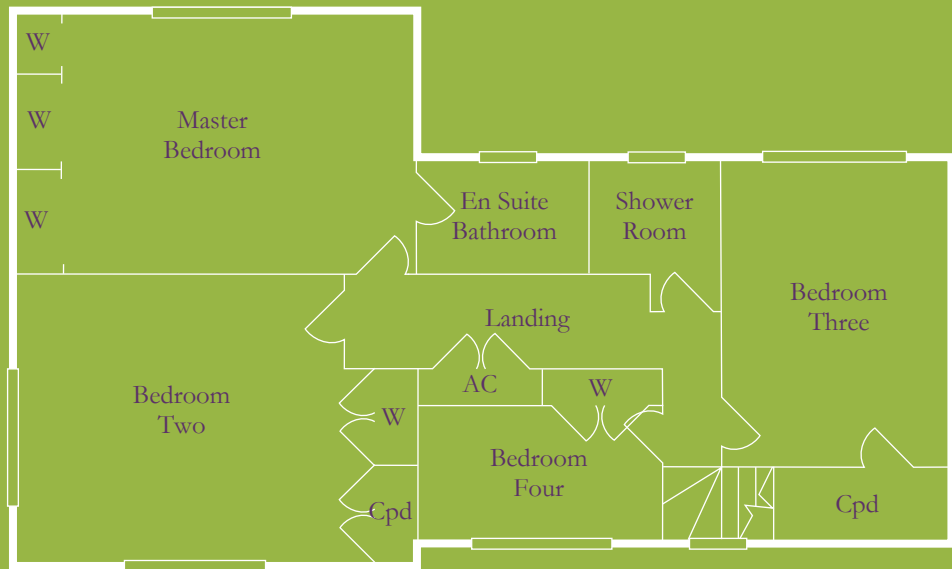 W
W
W
Master
Bedroom
En Suite
Bathroom
Shower
Room
Bedroom
Three
Landing
AC
W
Bedroom
Two
W
Bedroom
Four
Cpd
Cpd